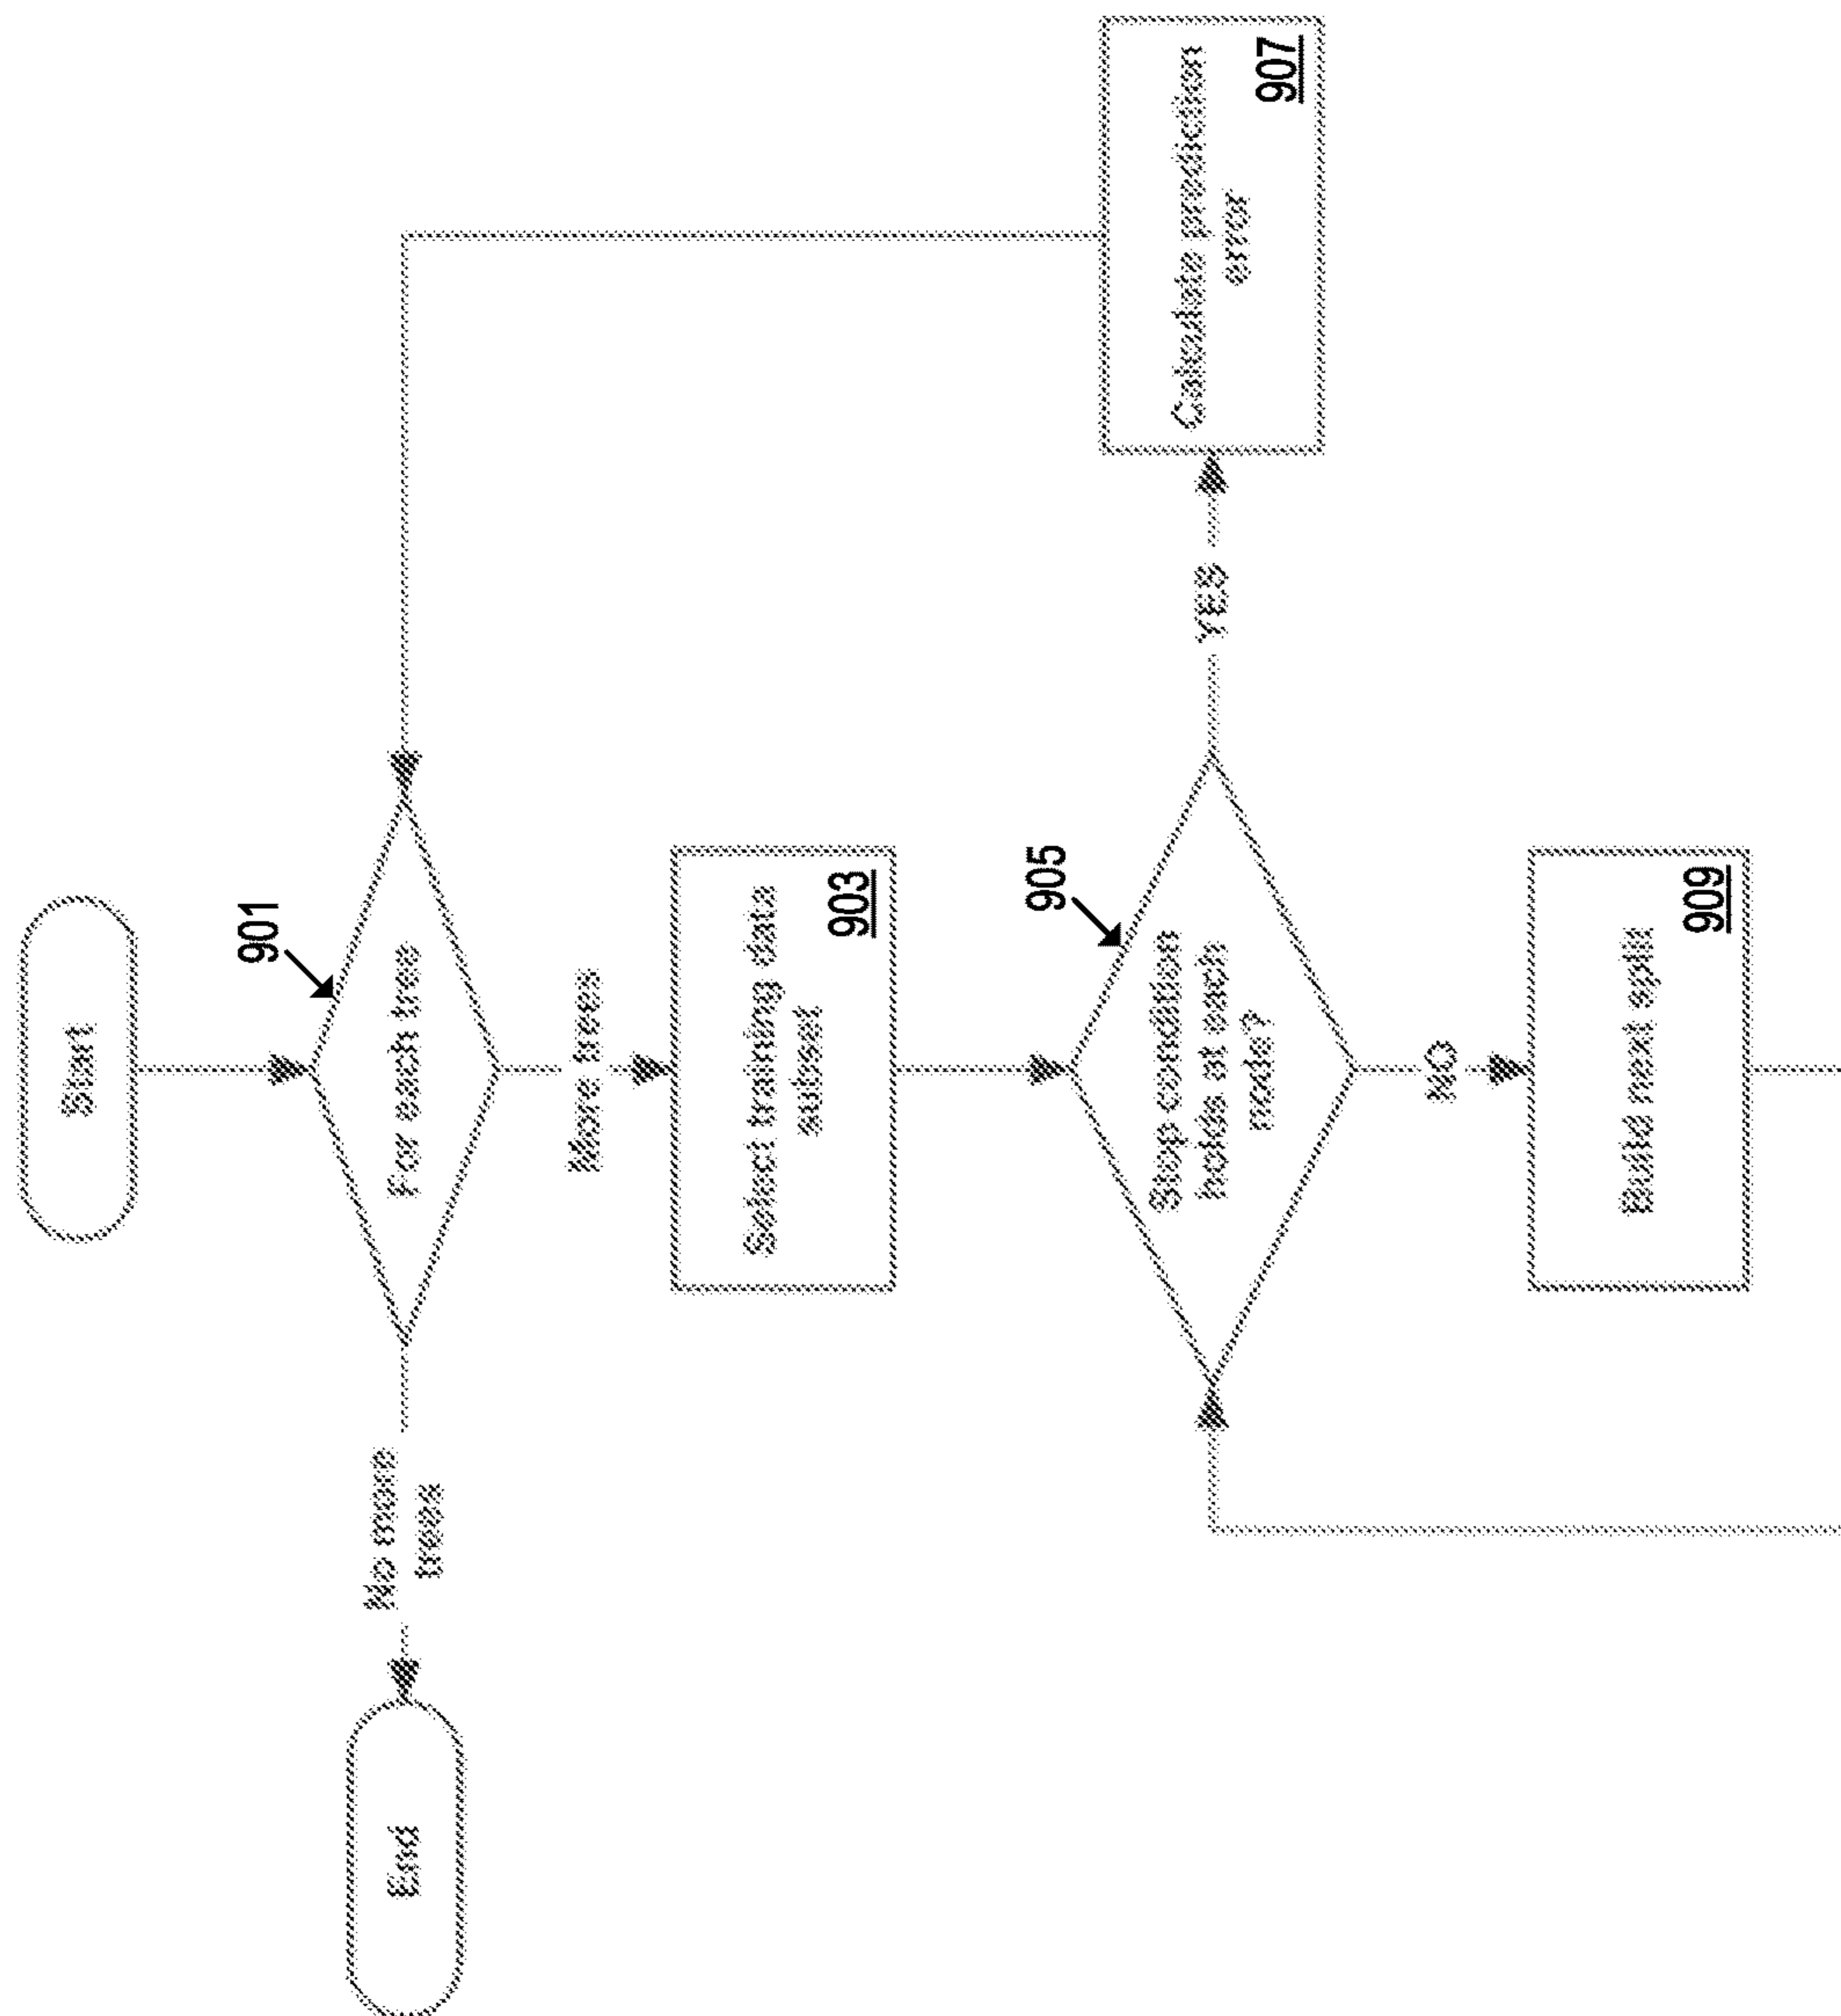 Start
901
For each tree
No more
trees
End
More trees
Select training data
subset
903
905
Stop condition
holds at each
node?
YES
Calculate prediction
error
907
NO
Build next split
909